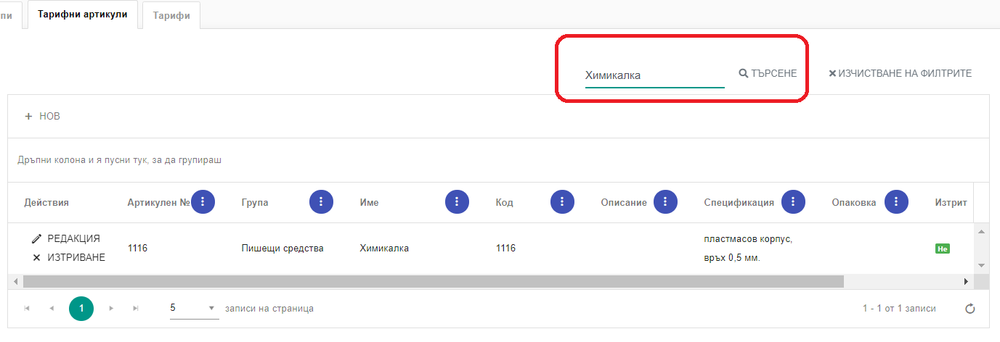 пи Тарифни артикули Тарифи
Химикалка ТЪРСЕНЕ ИЗЧИСТВАНЕ НА ФИЛТРИТЕ
+ НОВ
Дръпни колона и я пусни тук, за да групираш
Действия Артикулен № Група Име Код Описание Спецификация Опаковка Изтрит
РЕДАКЦИЯ
ИЗТРИВАНЕ
1116 Пишещи средства Химикалка 1116
пластмасов корпус,
връх 0,5 мм.
Не
1 5 записи на страница 1 - 1 от 1 записи